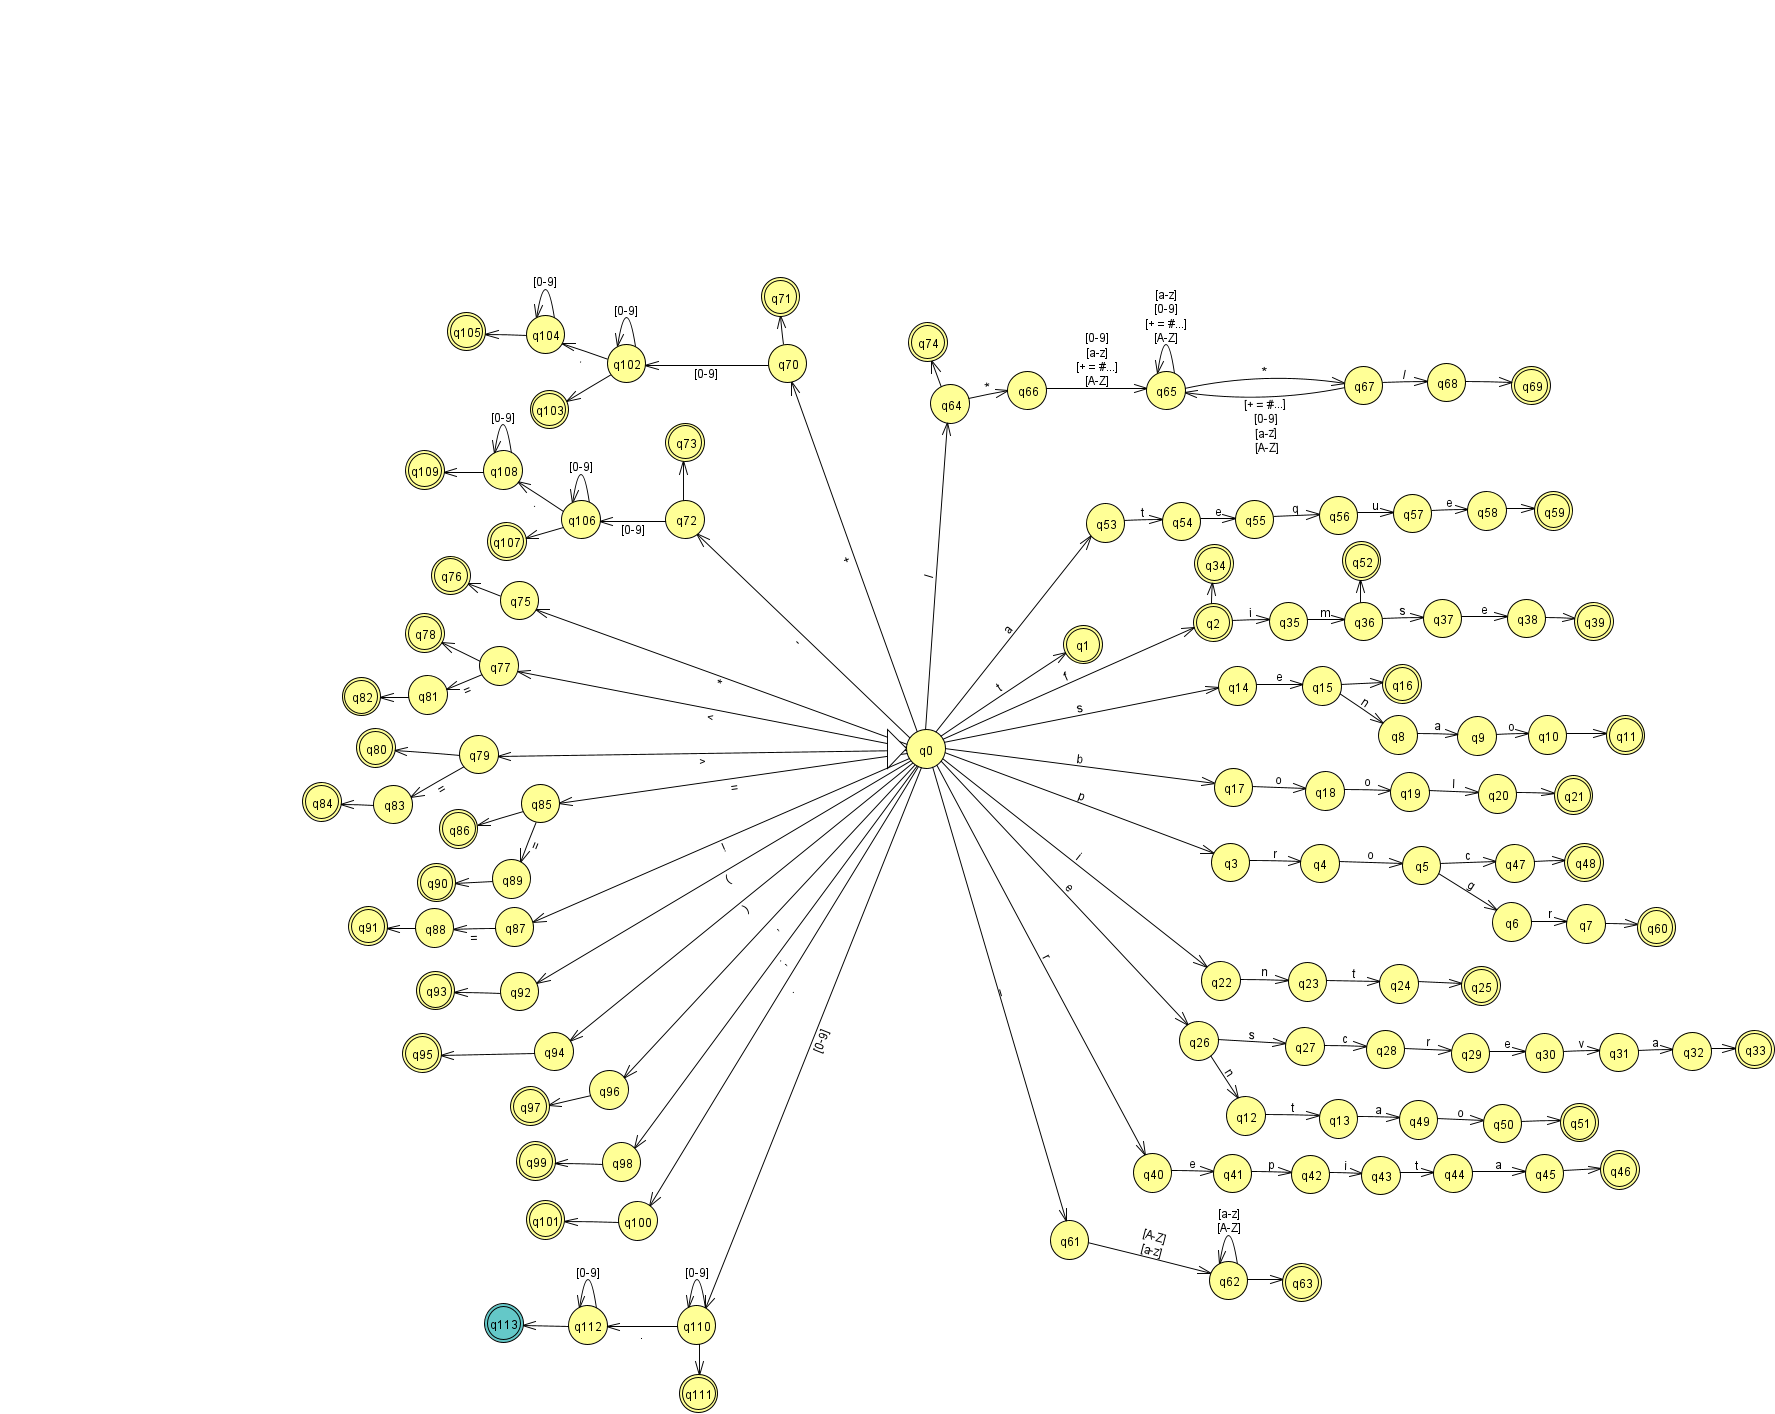 [0-9]
q105
q104
[0-9]
q102
.
q103
[0-9]
q70
q71
[0-9]
q109
q108
[0-9]
q106
.
q107
[0-9]
q72
q73
q76
q75
q78
q77
q82
q81
=
q80
q79
q84
q83
=
q86
q85
q90
q89
=
q91
q88
=
q87
q93
q92
q95
q94
q97
q96
q99
q98
q101
q100
[0-9]
q113
q112
.
[0-9]
q110
q111
+
-
*
<
>
=
!
(
)
,
;
.
[0-9]
q0
q74
q64
*
q66
[0-9]
[a-z]
[+ = #...]
[A-Z]
[a-z]
[0-9]
[+ = #...]
[A-Z]
q65
*
[+ = #...]
[0-9]
[a-z]
[A-Z]
q67
/
q68
q69
/
a
q53
t
q54
e
q55
q
q56
u
q57
e
q58
q59
t
q1
f
q2
q34
i
q35
m
q36
q52
s
q37
e
q38
q39
s
q14
e
q15
q16
n
q8
a
q9
o
q10
q11
b
q17
o
q18
o
q19
l
q20
q21
p
q3
r
q4
o
q5
c
q47
q48
g
q6
r
q7
q60
i
q22
n
q23
t
q24
q25
e
q26
s
q27
c
q28
r
q29
e
q30
v
q31
a
q32
q33
n
q12
t
q13
a
q49
o
q50
q51
r
q40
e
q41
p
q42
i
q43
t
q44
a
q45
q46
q61
[A-Z]
[a-z]
[a-z]
[A-Z]
q62
q63